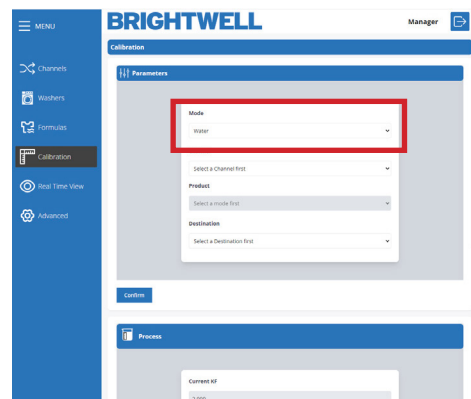 MENU
BRIGHTWELL
Manager
Calibration
Channels
Parameters
Washers
Mode
Formulas
Water
Calibration
Select a Channel first
Real Time View
Product
Select a mode first
Advanced
Destination
Select a Destination first
Confirm
Process
Current KF